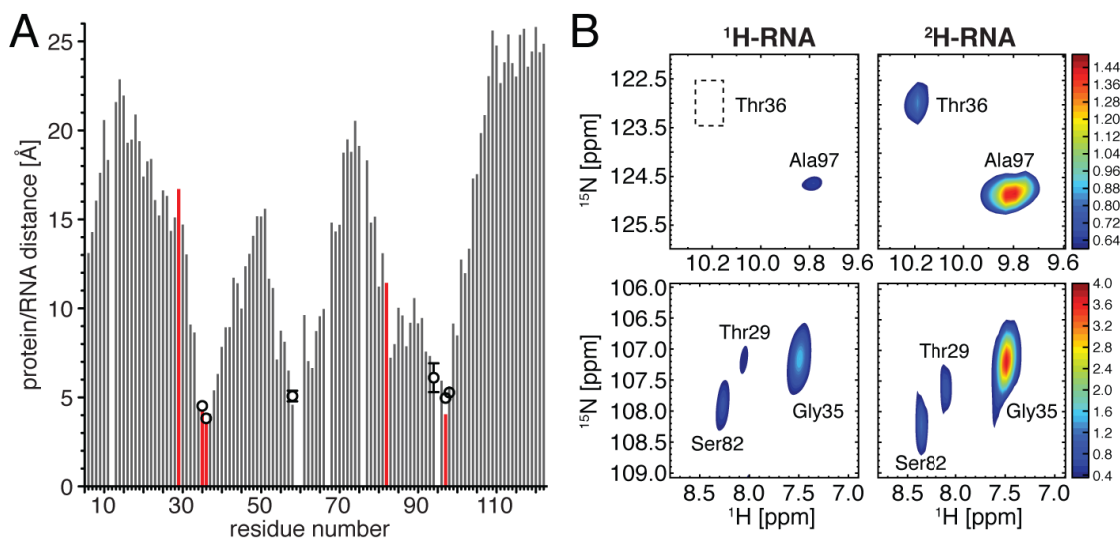 A
protein/RNA distance [Å]
25
20
15
10
5
0
10 30 50 70 90 110
residue number
B
¹H-RNA ²H-RNA
¹⁵N [ppm]
122.5
123.5
124.5
125.5
Thr36
Ala97
10.2 10.0 9.8 9.6
Thr36
Ala97
10.2 10.0 9.8 9.6
1.44
1.36
1.28
1.20
1.12
1.04
0.96
0.88
0.80
0.72
0.64
¹⁵N [ppm]
106.0
106.5
107.0
107.5
108.0
108.5
109.0
Thr29
Gly35
Ser82
8.5 8.0 7.5 7.0
¹H [ppm]
Thr29
Gly35
Ser82
8.5 8.0 7.5 7.0
¹H [ppm]
4.0
3.6
3.2
2.8
2.4
2.0
1.6
1.2
0.8
0.4